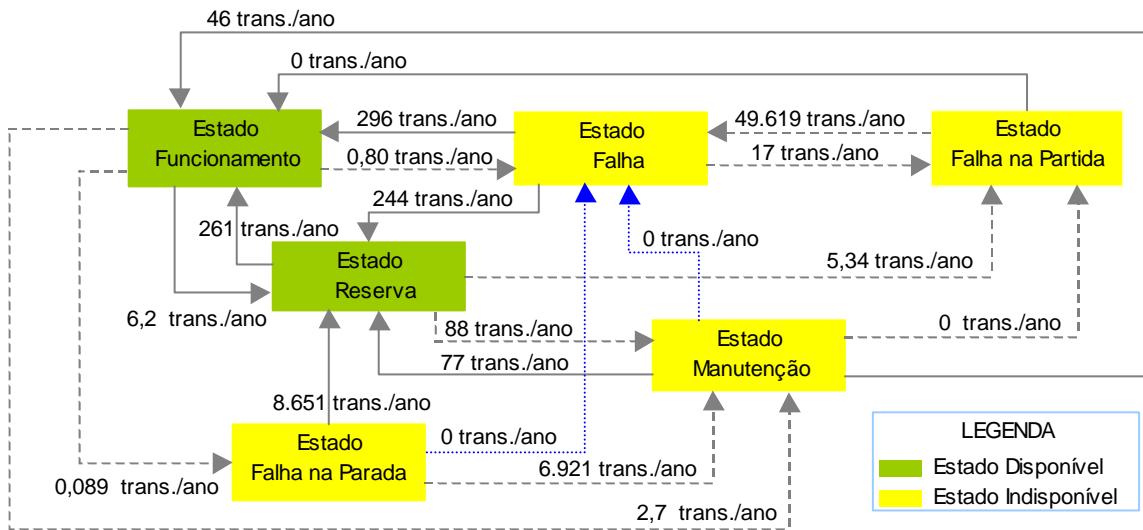 46 trans./ano
0 trans./ano
Estado
Funcionamento
296 trans./ano
0,80 trans./ano
Estado
Falha
49.619 trans./ano
17 trans./ano
Estado
Falha na Partida
244 trans./ano
261 trans./ano
0 trans./ano
Estado
Reserva
5,34 trans./ano
6,2 trans./ano
88 trans./ano
77 trans./ano
Estado
Manutenção
0 trans./ano
8.651 trans./ano
Estado
Falha na Parada
0 trans./ano
6.921 trans./ano
0,089 trans./ano
2,7 trans./ano
LEGENDA
Estado Disponível
Estado Indisponível